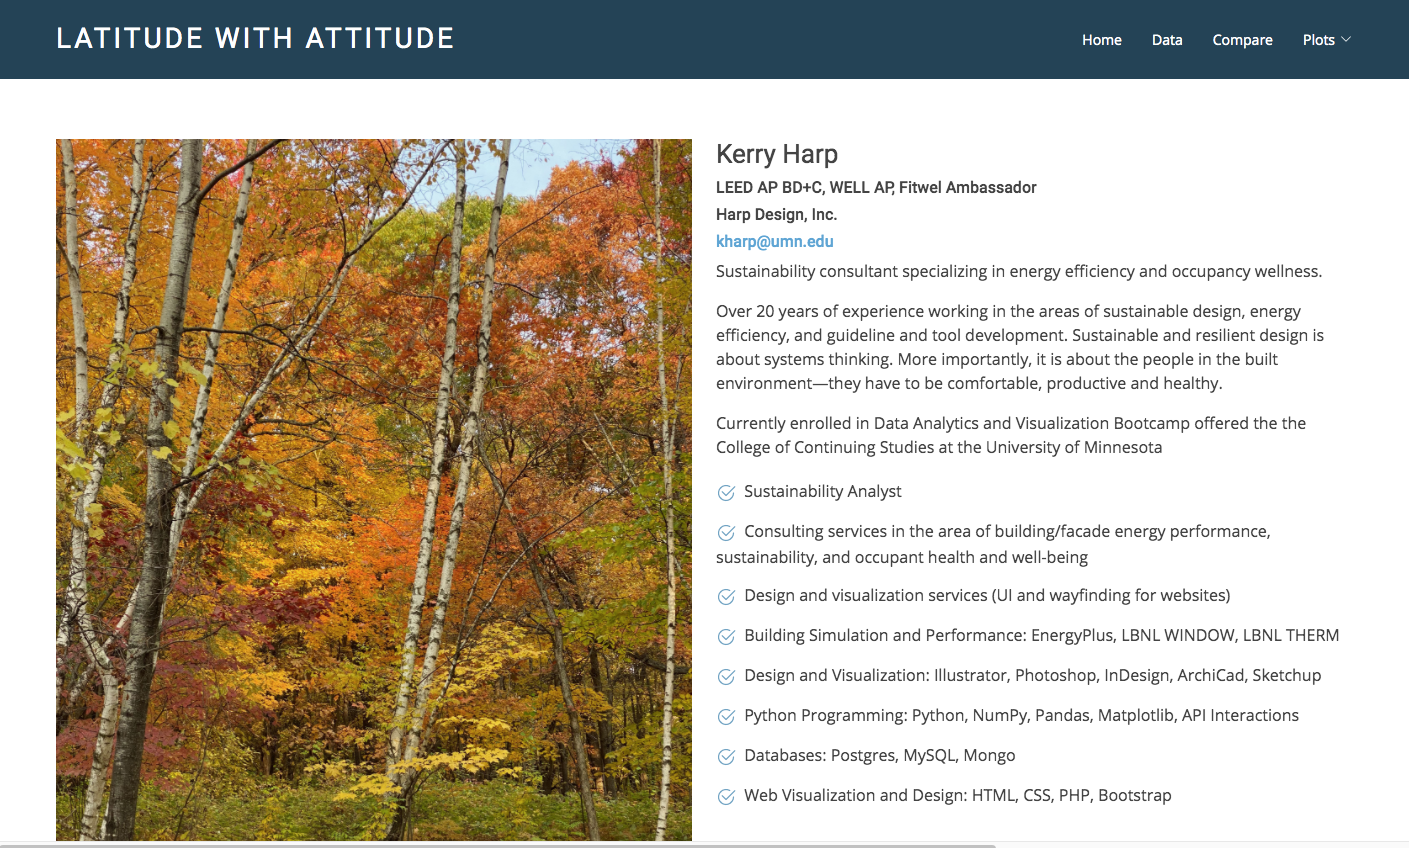 LATITUDE WITH ATTITUDE
Home Data Compare Plots
Kerry Harp
LEED AP BD+C, WELL AP, Fitwel Ambassador
Harp Design, Inc.
kharp@umn.edu
Sustainability consultant specializing in energy efficiency and occupancy wellness.
Over 20 years of experience working in the areas of sustainable design, energy
efficiency, and guideline and tool development. Sustainable and resilient design is
about systems thinking. More importantly, it is about the people in the built
environment—they have to be comfortable, productive and healthy.
Currently enrolled in Data Analytics and Visualization Bootcamp offered the the
College of Continuing Studies at the University of Minnesota
Sustainability Analyst
Consulting services in the area of building/facade energy performance,
sustainability, and occupant health and well-being
Design and visualization services (UI and wayfinding for websites)
Building Simulation and Performance: EnergyPlus, LBNL WINDOW, LBNL THERM
Design and Visualization: Illustrator, Photoshop, InDesign, ArchiCad, Sketchup
Python Programming: Python, NumPy, Pandas, Matplotlib, API Interactions
Databases: Postgres, MySQL, Mongo
Web Visualization and Design: HTML, CSS, PHP, Bootstrap